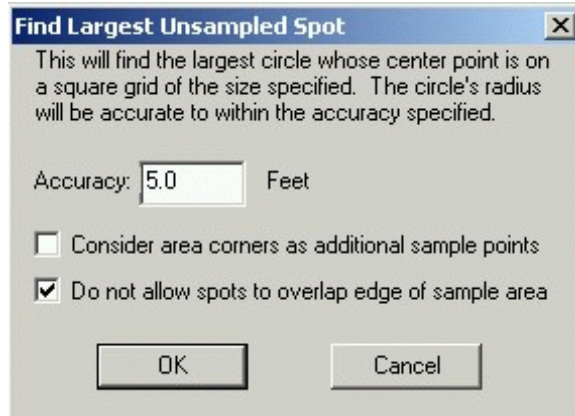 Find Largest Unsampled Spot
This will find the largest circle whose center point is on
a square grid of the size specified. The circle's radius
will be accurate to within the accuracy specified.
Accuracy: 5.0 Feet
Consider area corners as additional sample points
Do not allow spots to overlap edge of sample area
OK Cancel